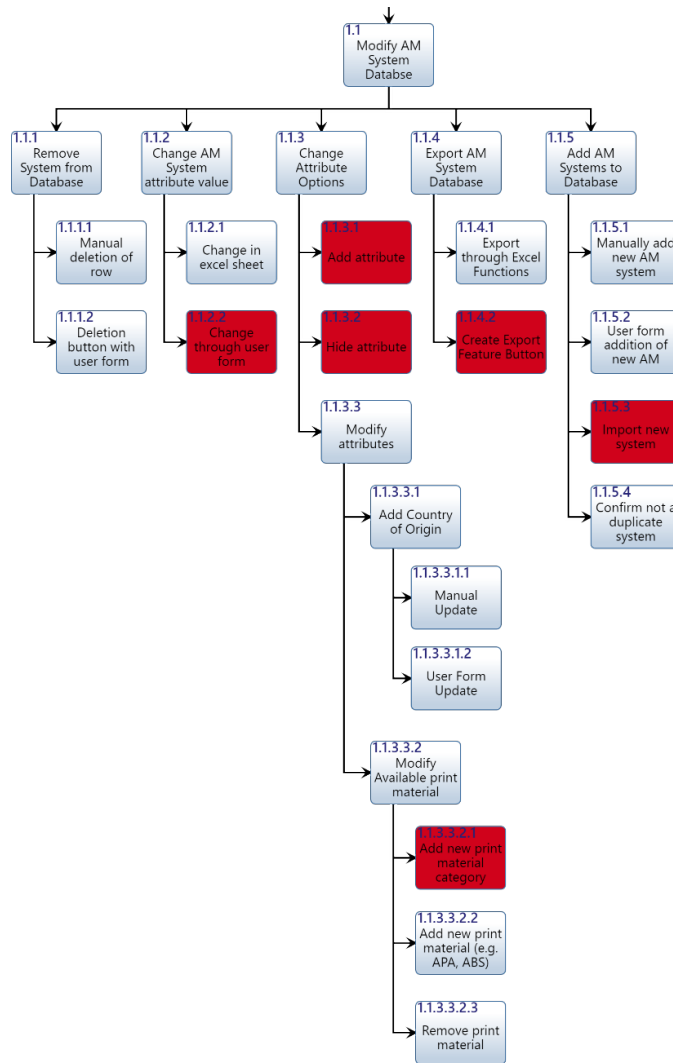 1.1
Modify AM
System
Databse
1.1.1
Remove
System from
Database
1.1.2
Change AM
System
attribute value
1.1.3
Change
Attribute
Options
1.1.4
Export AM
System
Database
1.1.5
Add AM
Systems to
Database
1.1.1.1
Manual
deletion of
row
1.1.2.1
Change in
excel sheet
1.1.3.1
Add attribute
1.1.4.1
Export
through Excel
Functions
1.1.5.1
Manually add
new AM
system
1.1.1.2
Deletion
button with
user form
1.1.2.2
Change
through user
form
1.1.3.2
Hide attribute
1.1.4.2
Create Export
Feature Button
1.1.5.2
User form
addition of
new AM
1.1.3.3
Modify
attributes
1.1.5.3
Import new
system
1.1.3.3.1
Add Country
of Origin
1.1.5.4
Confirm not a
duplicate
system
1.1.3.3.1.1
Manual
Update
1.1.3.3.1.2
User Form
Update
1.1.3.3.2
Modify
Available print
material
1.1.3.3.2.1
Add new print
material
category
1.1.3.3.2.2
Add new print
material (e.g.
APA, ABS)
1.1.3.3.2.3
Remove print
material